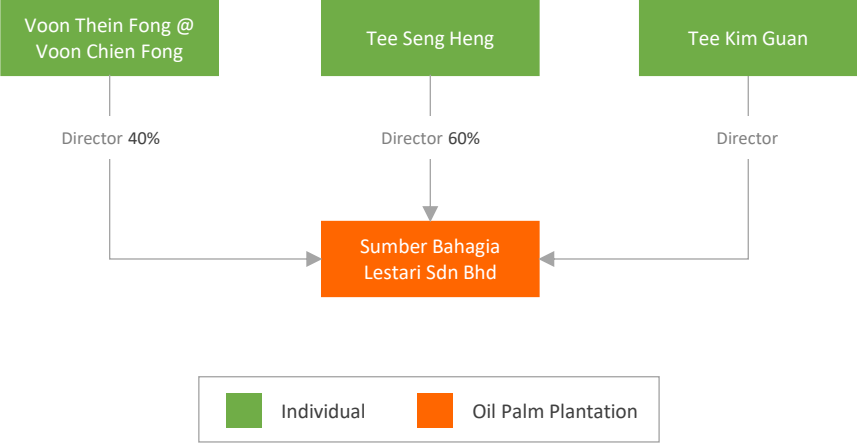 Voon Thein Fong @
Voon Chien Fong
Tee Seng Heng
Tee Kim Guan
Director 40%
Director 60%
Director
Sumber Bahagia
Lestari Sdn Bhd
Individual
Oil Palm Plantation